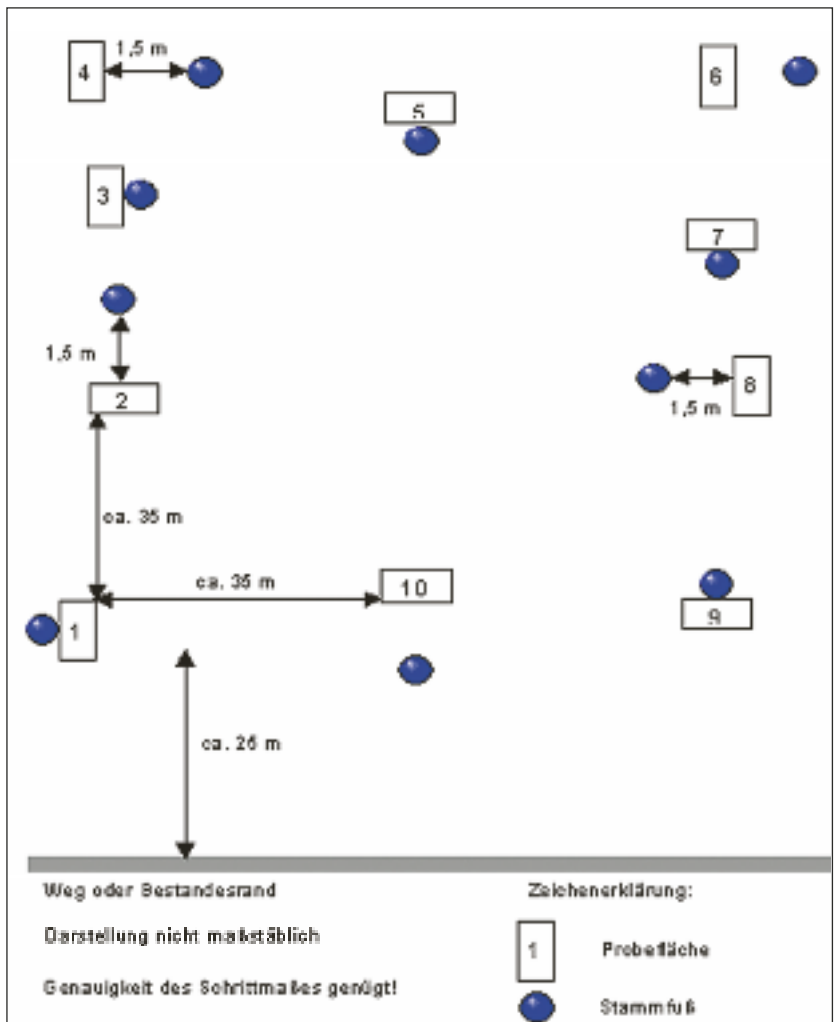 1,5 m
4
6
5
3
7
1,5 m
2
8
1,5 m
ca. 35 m
ca. 35 m
10
1
9
ca. 25 m
Weg oder Bestandesrand
Zeichenerklärung:
Darstellung nicht maßstäblich
1
Probefläche
Genauigkeit des Schrittmaßes genügt!
Stammfuß